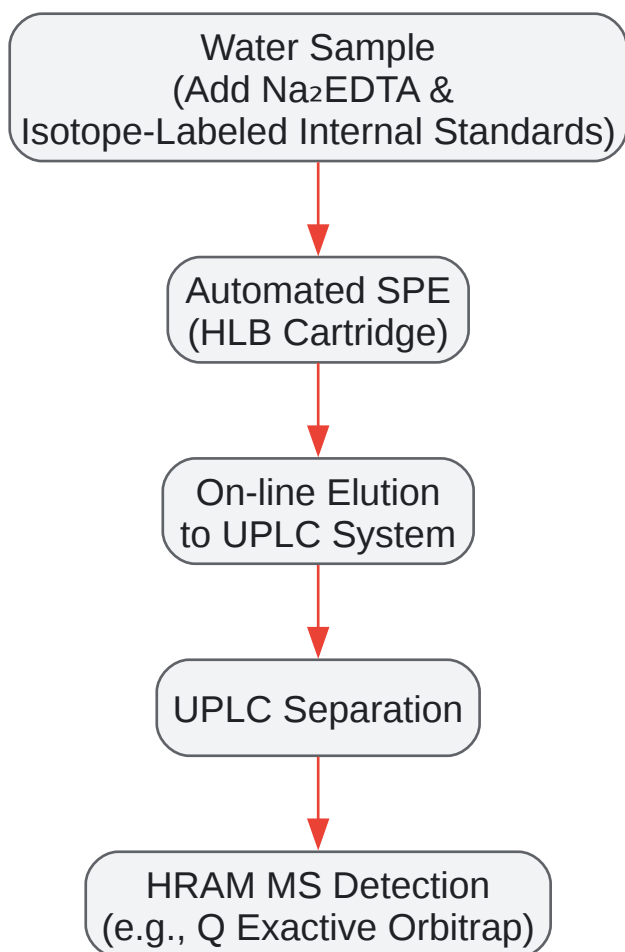 Water Sample
(Add Na₂EDTA &
Isotope-Labeled Internal Standards)
Automated SPE
(HLB Cartridge)
On-line Elution
to UPLC System
UPLC Separation
HRAM MS Detection
(e.g., Q Exactive Orbitrap)